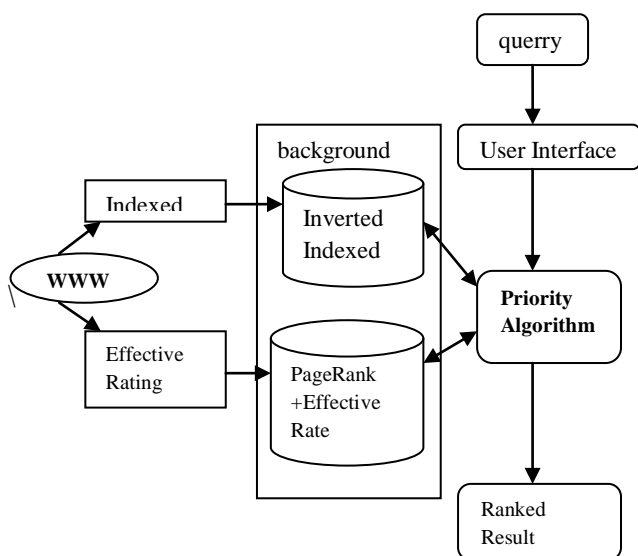 querry
User Interface
background
Indexed
Inverted
Indexed
WWW
\
Priority
Algorithm
Effective
Rating
PageRank
+Effective
Rate
Ranked
Result